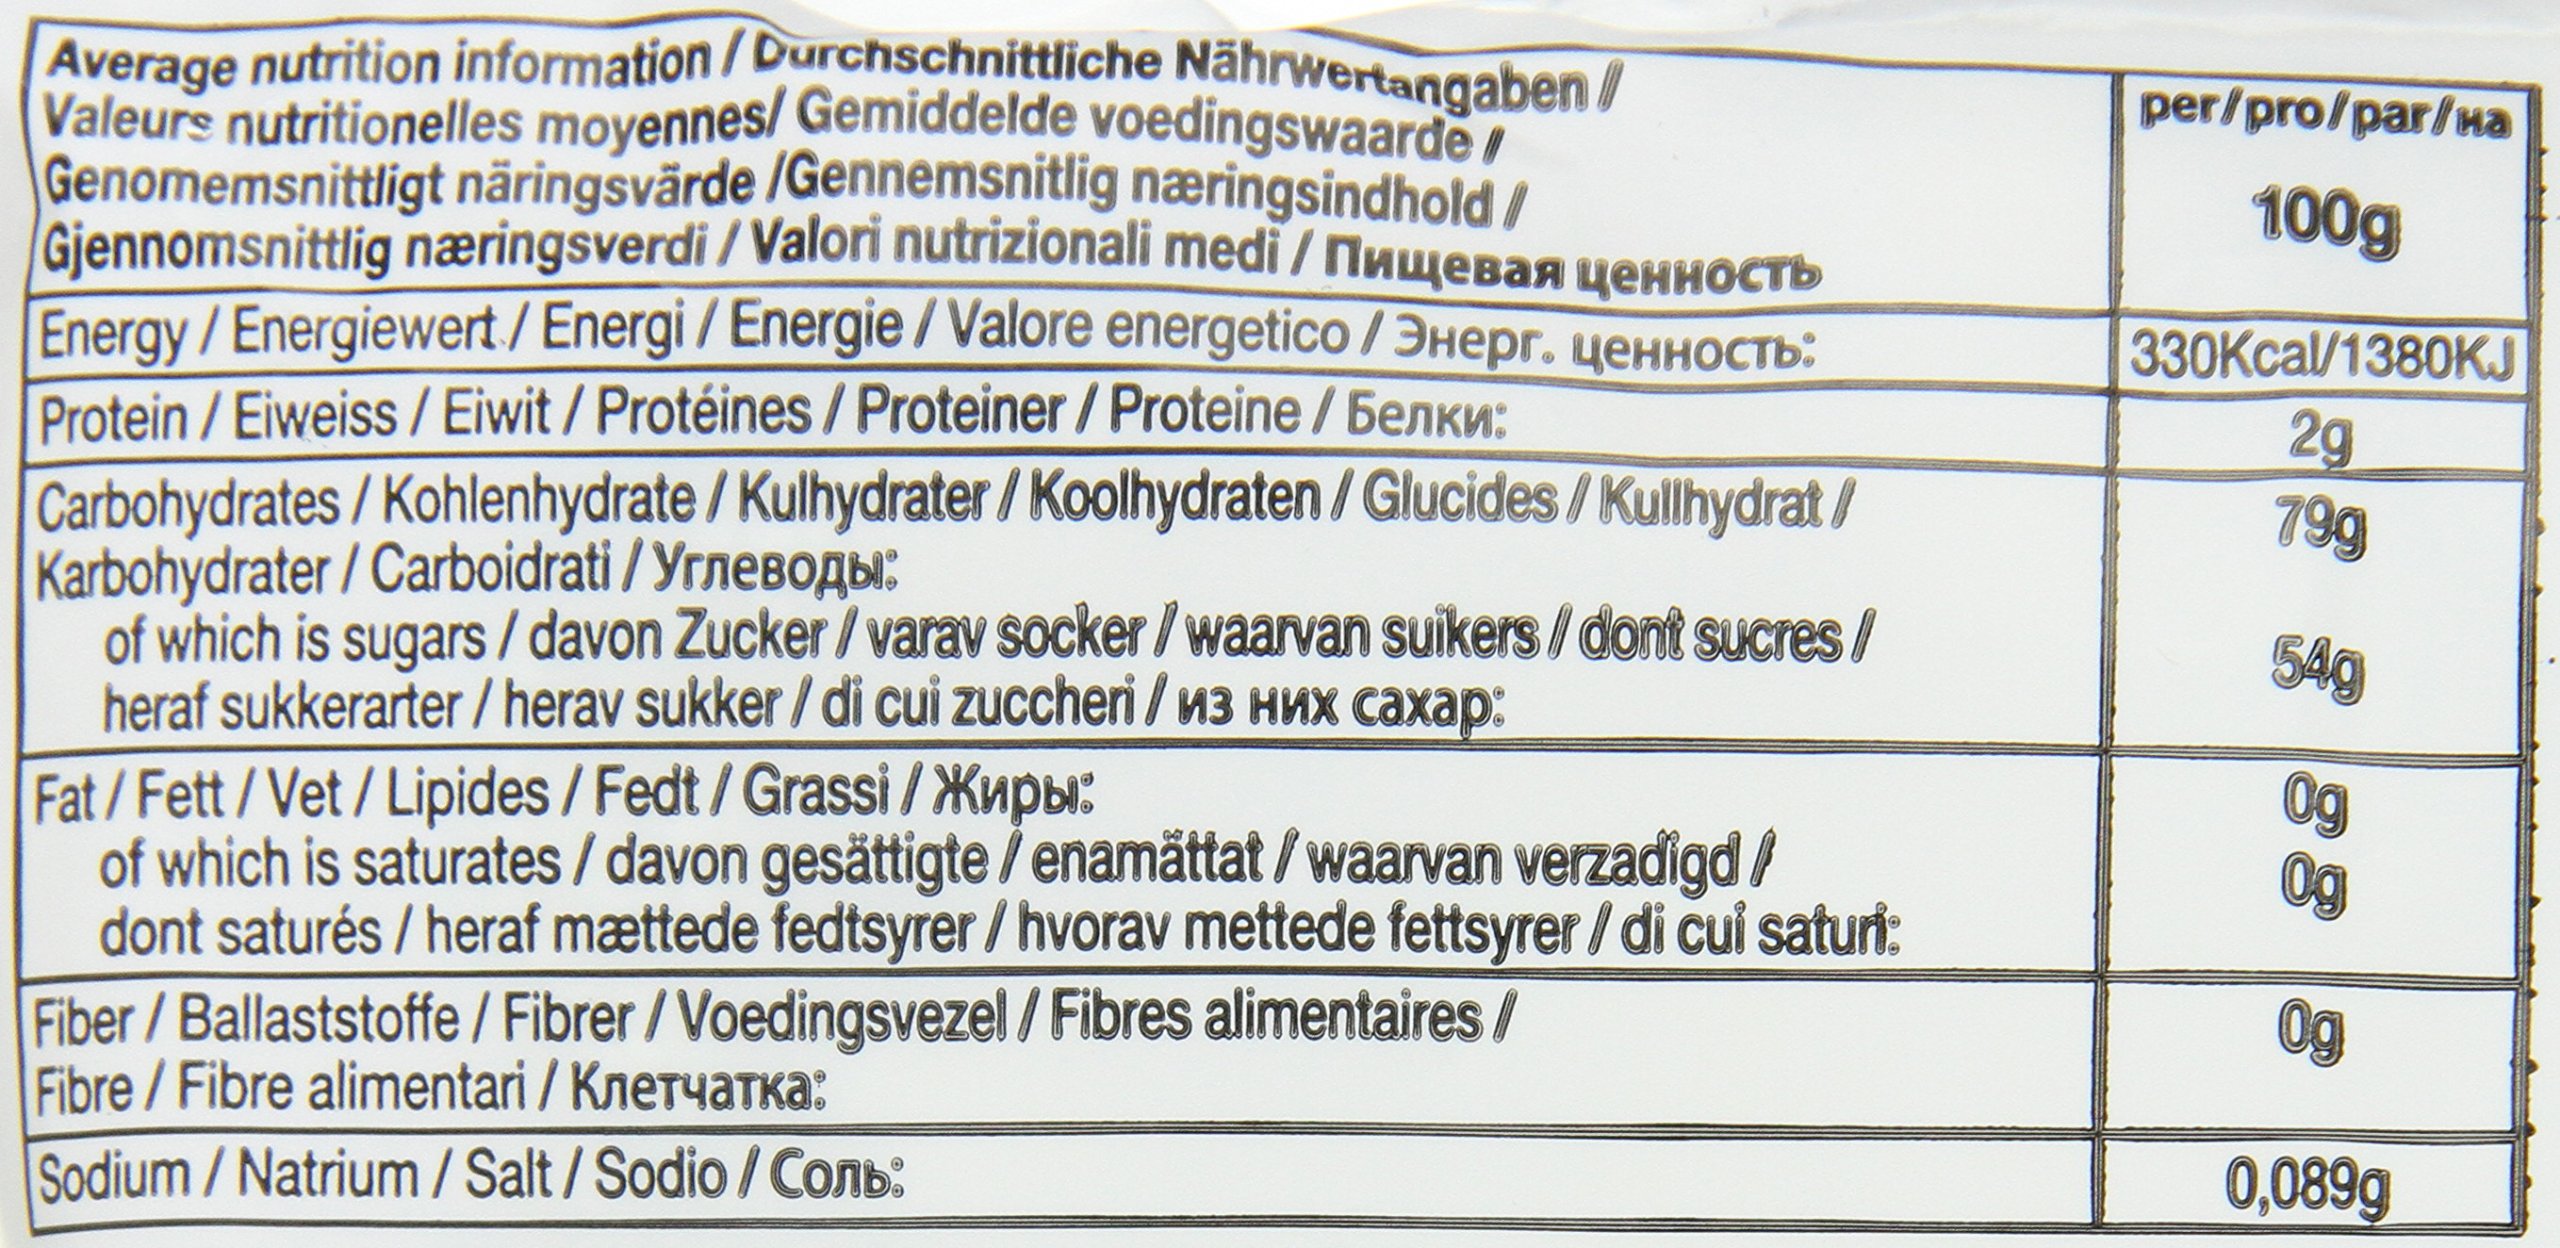 Average nutrition information / Durchschnittliche Nährwertangaben /
Valeurs nutritionelles moyennes/ Gemiddelde voedingswaarde /
Genomemsnittligt näringsvärde /Gennemsnitlig næringsindhold /
Gjennomsnittlig næringsverdi / Valori nutrizionali medi / Пищевая ценность
per/pro/par/на
100g
Energy / Energiewert / Energi / Energie / Valore energetico / Энерг. ценность: 330Kcal/1380KJ
Protein / Eiweiss / Eiwit / Protéines / Proteiner / Proteine / Белки: 2g
Carbohydrates / Kohlenhydrate / Kulhydrater / Koolhydraten / Glucides / Kullhydrat / 79g
Karbohydrater / Carboidrati / Углеводы:
of which is sugars / davon Zucker / varav socker / waarvan suikers / dont sucres / 54g
heraf sukkerarter / herav sukker / di cui zuccheri / из них сахар:
Fat / Fett / Vet / Lipides / Fedt / Grassi / Жиры: 0g
of which is saturates / davon gesättigte / enamättat / waarvan verzadigd / 0g
dont saturés / heraf mættede fedtsyrer / hvorav mettede fettsyrer / di cui saturi:
Fiber / Ballaststoffe / Fibrer / Voedingsvezel / Fibres alimentaires / 0g
Fibre / Fibre alimentari / Клетчатка:
Sodium / Natrium / Salt / Sodio / Соль: 0,089g